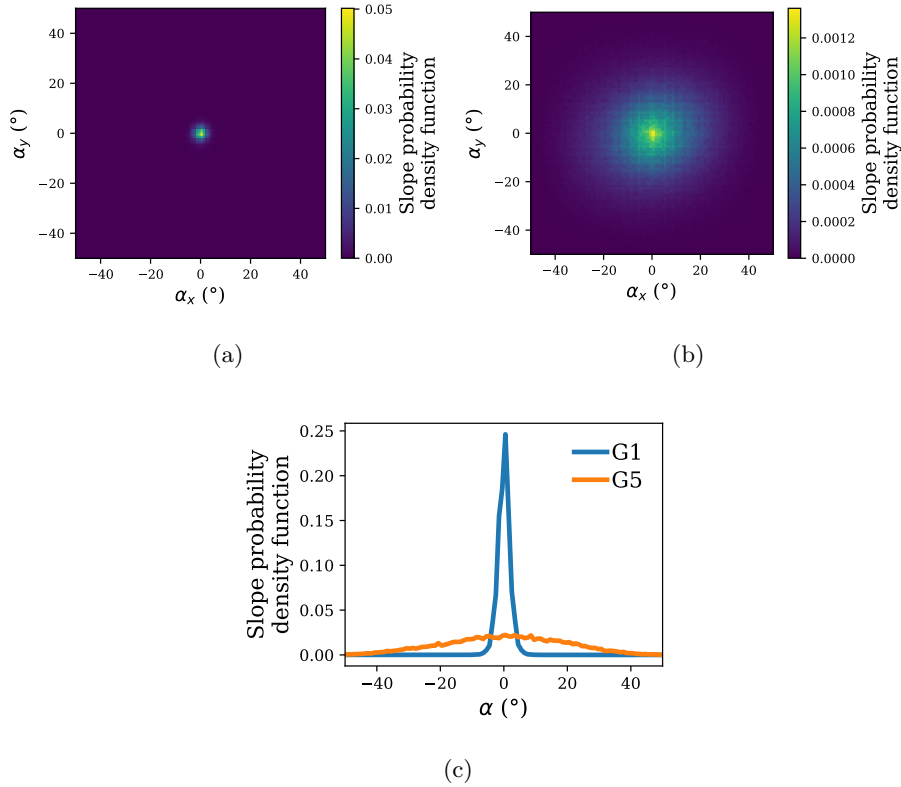 40
20
0
−20
−40
αy (°)
−40 −20 0 20 40
αx (°)
0.05
0.04
0.03
0.02
0.01
0.00
Slope probability
density function
(a)
40
20
0
−20
−40
αy (°)
−40 −20 0 20 40
αx (°)
0.0012
0.0010
0.0008
0.0006
0.0004
0.0002
0.0000
Slope probability
density function
(b)
0.25
0.20
0.15
0.10
0.05
0.00
Slope probability
density function
−40 −20 0 20 40
α (°)
G1
G5
(c)